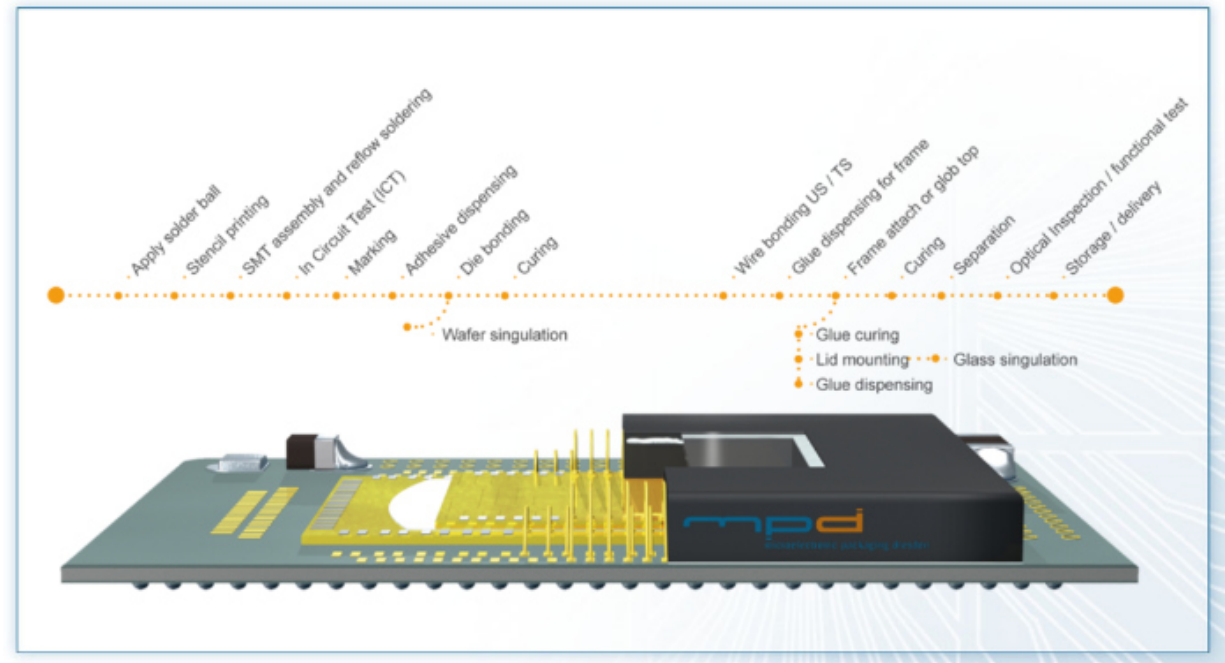 Apply solder ball
Stencil printing
SMT assembly and reflow soldering
In Circuit Test (ICT)
Marking
Adhesive dispensing
Die bonding
Curing
Wire bonding US / TS
Glue dispensing for frame
Frame attach or glob top
Curing
Separation
Optical Inspection / functional test
Storage / delivery
Wafer singulation
Glue curing
Lid mounting
Glass singulation
Glue dispensing
mpd
packaging